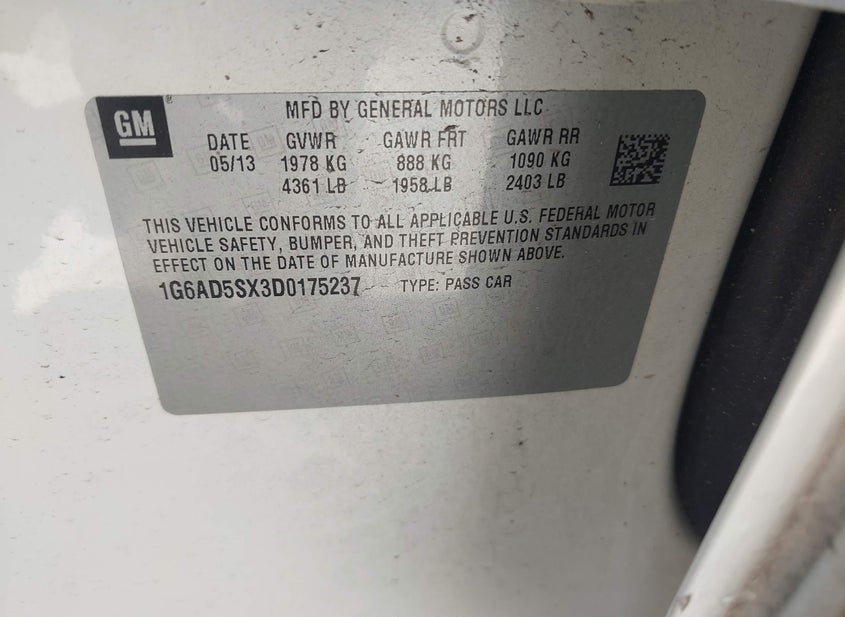 GM
MFD BY GENERAL MOTORS LLC
DATE GVWR GAWR FRT GAWR RR
05/13 1978 KG 888 KG 1090 KG
4361 LB 1958 LB 2403 LB
THIS VEHICLE CONFORMS TO ALL APPLICABLE U.S. FEDERAL MOTOR
VEHICLE SAFETY, BUMPER, AND THEFT PREVENTION STANDARDS IN
EFFECT ON THE DATE OF MANUFACTURE SHOWN ABOVE.
1G6AD5SX3D0175237 TYPE: PASS CAR